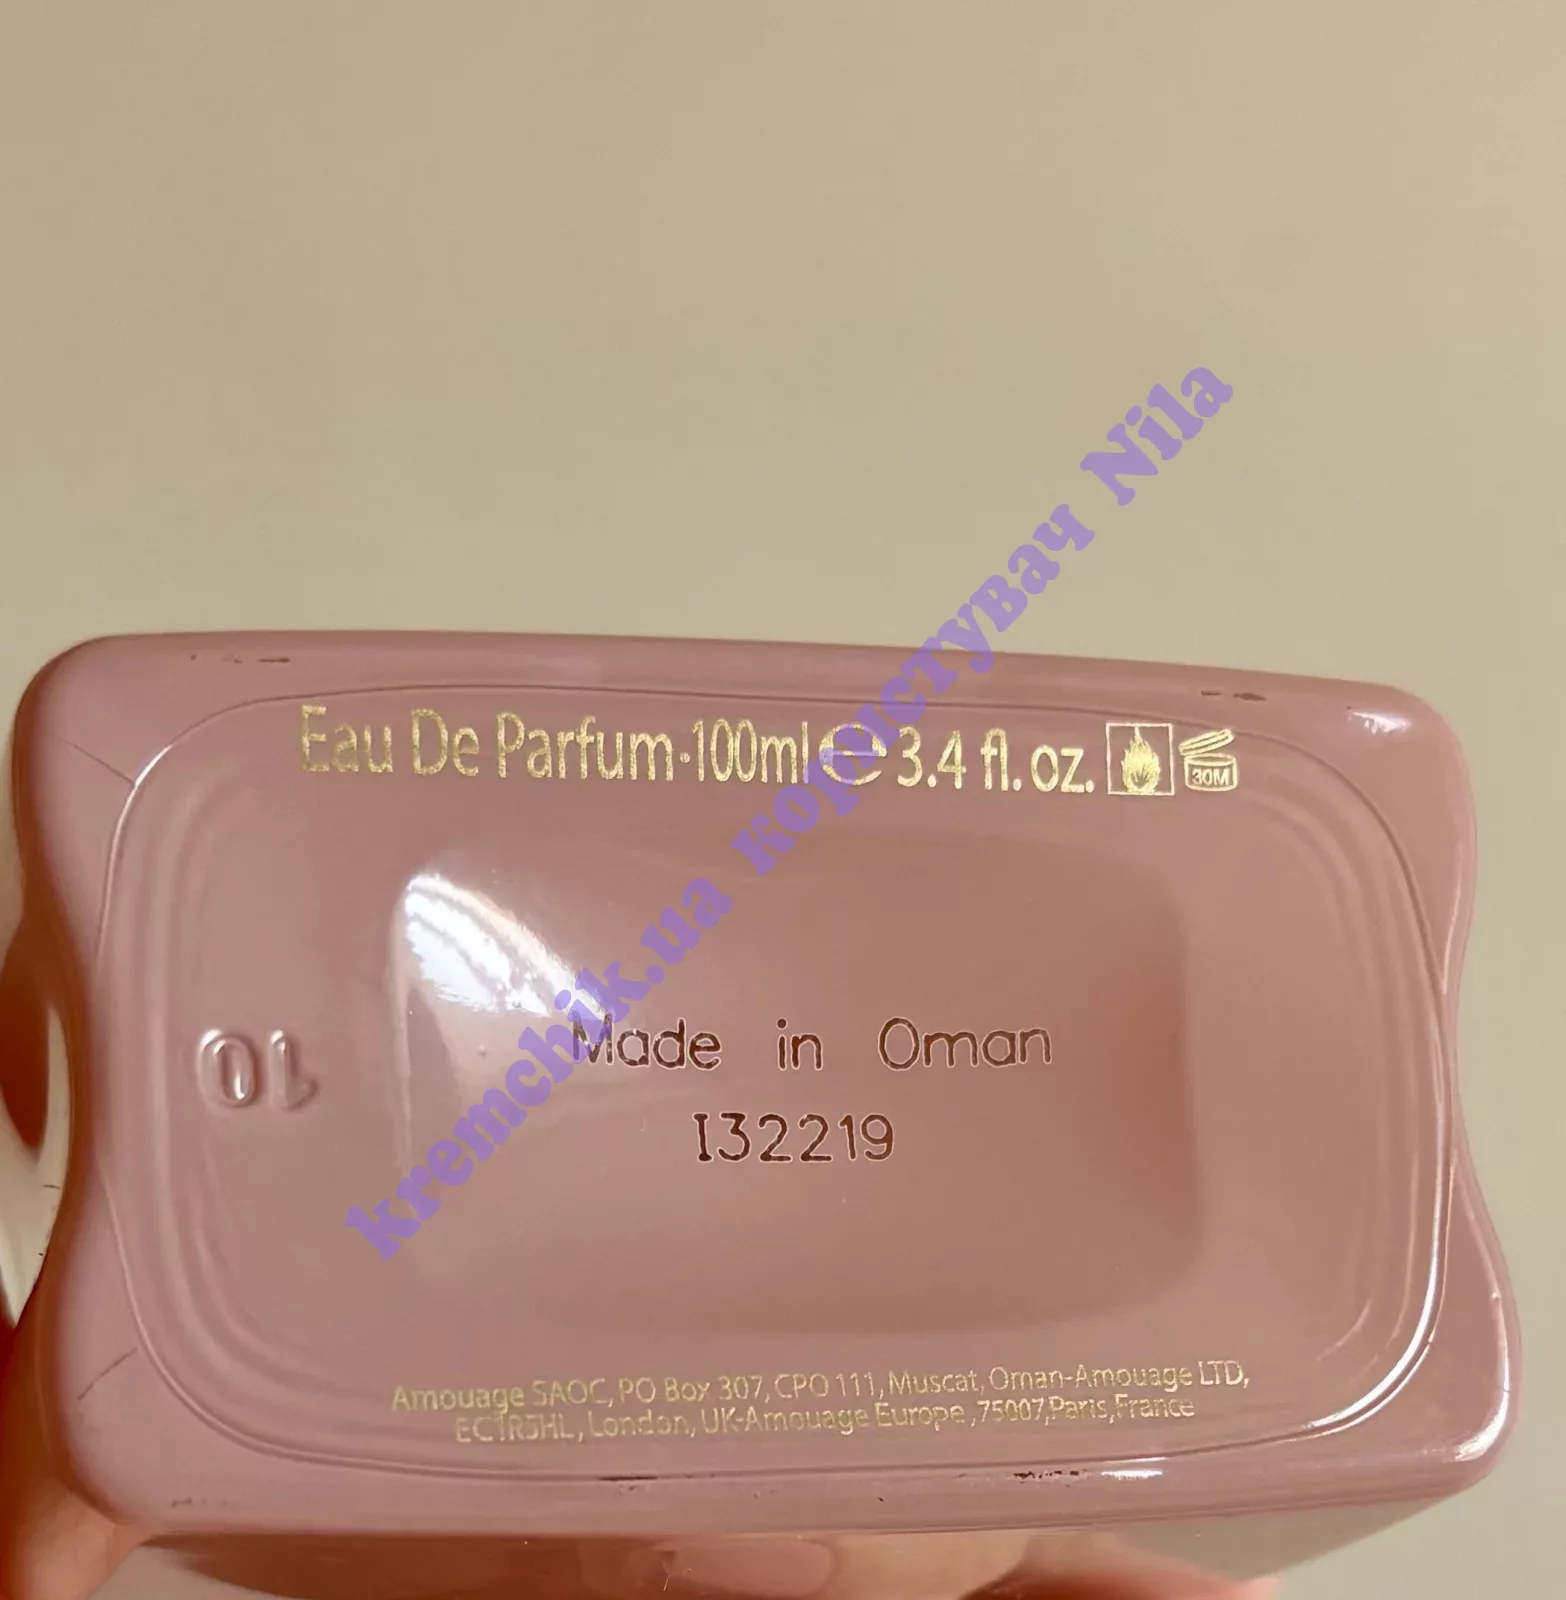 Eau De Parfum·100ml ℮ 3.4 fl. oz.
30M
kremchik.ua користувач Nila
10
Made in Oman
I32219
Amouage SAOC, PO Box 307, CPO 111, Muscat, Oman-Amouage LTD,
EC1R5HL, London, UK-Amouage Europe ,75007,Paris,France